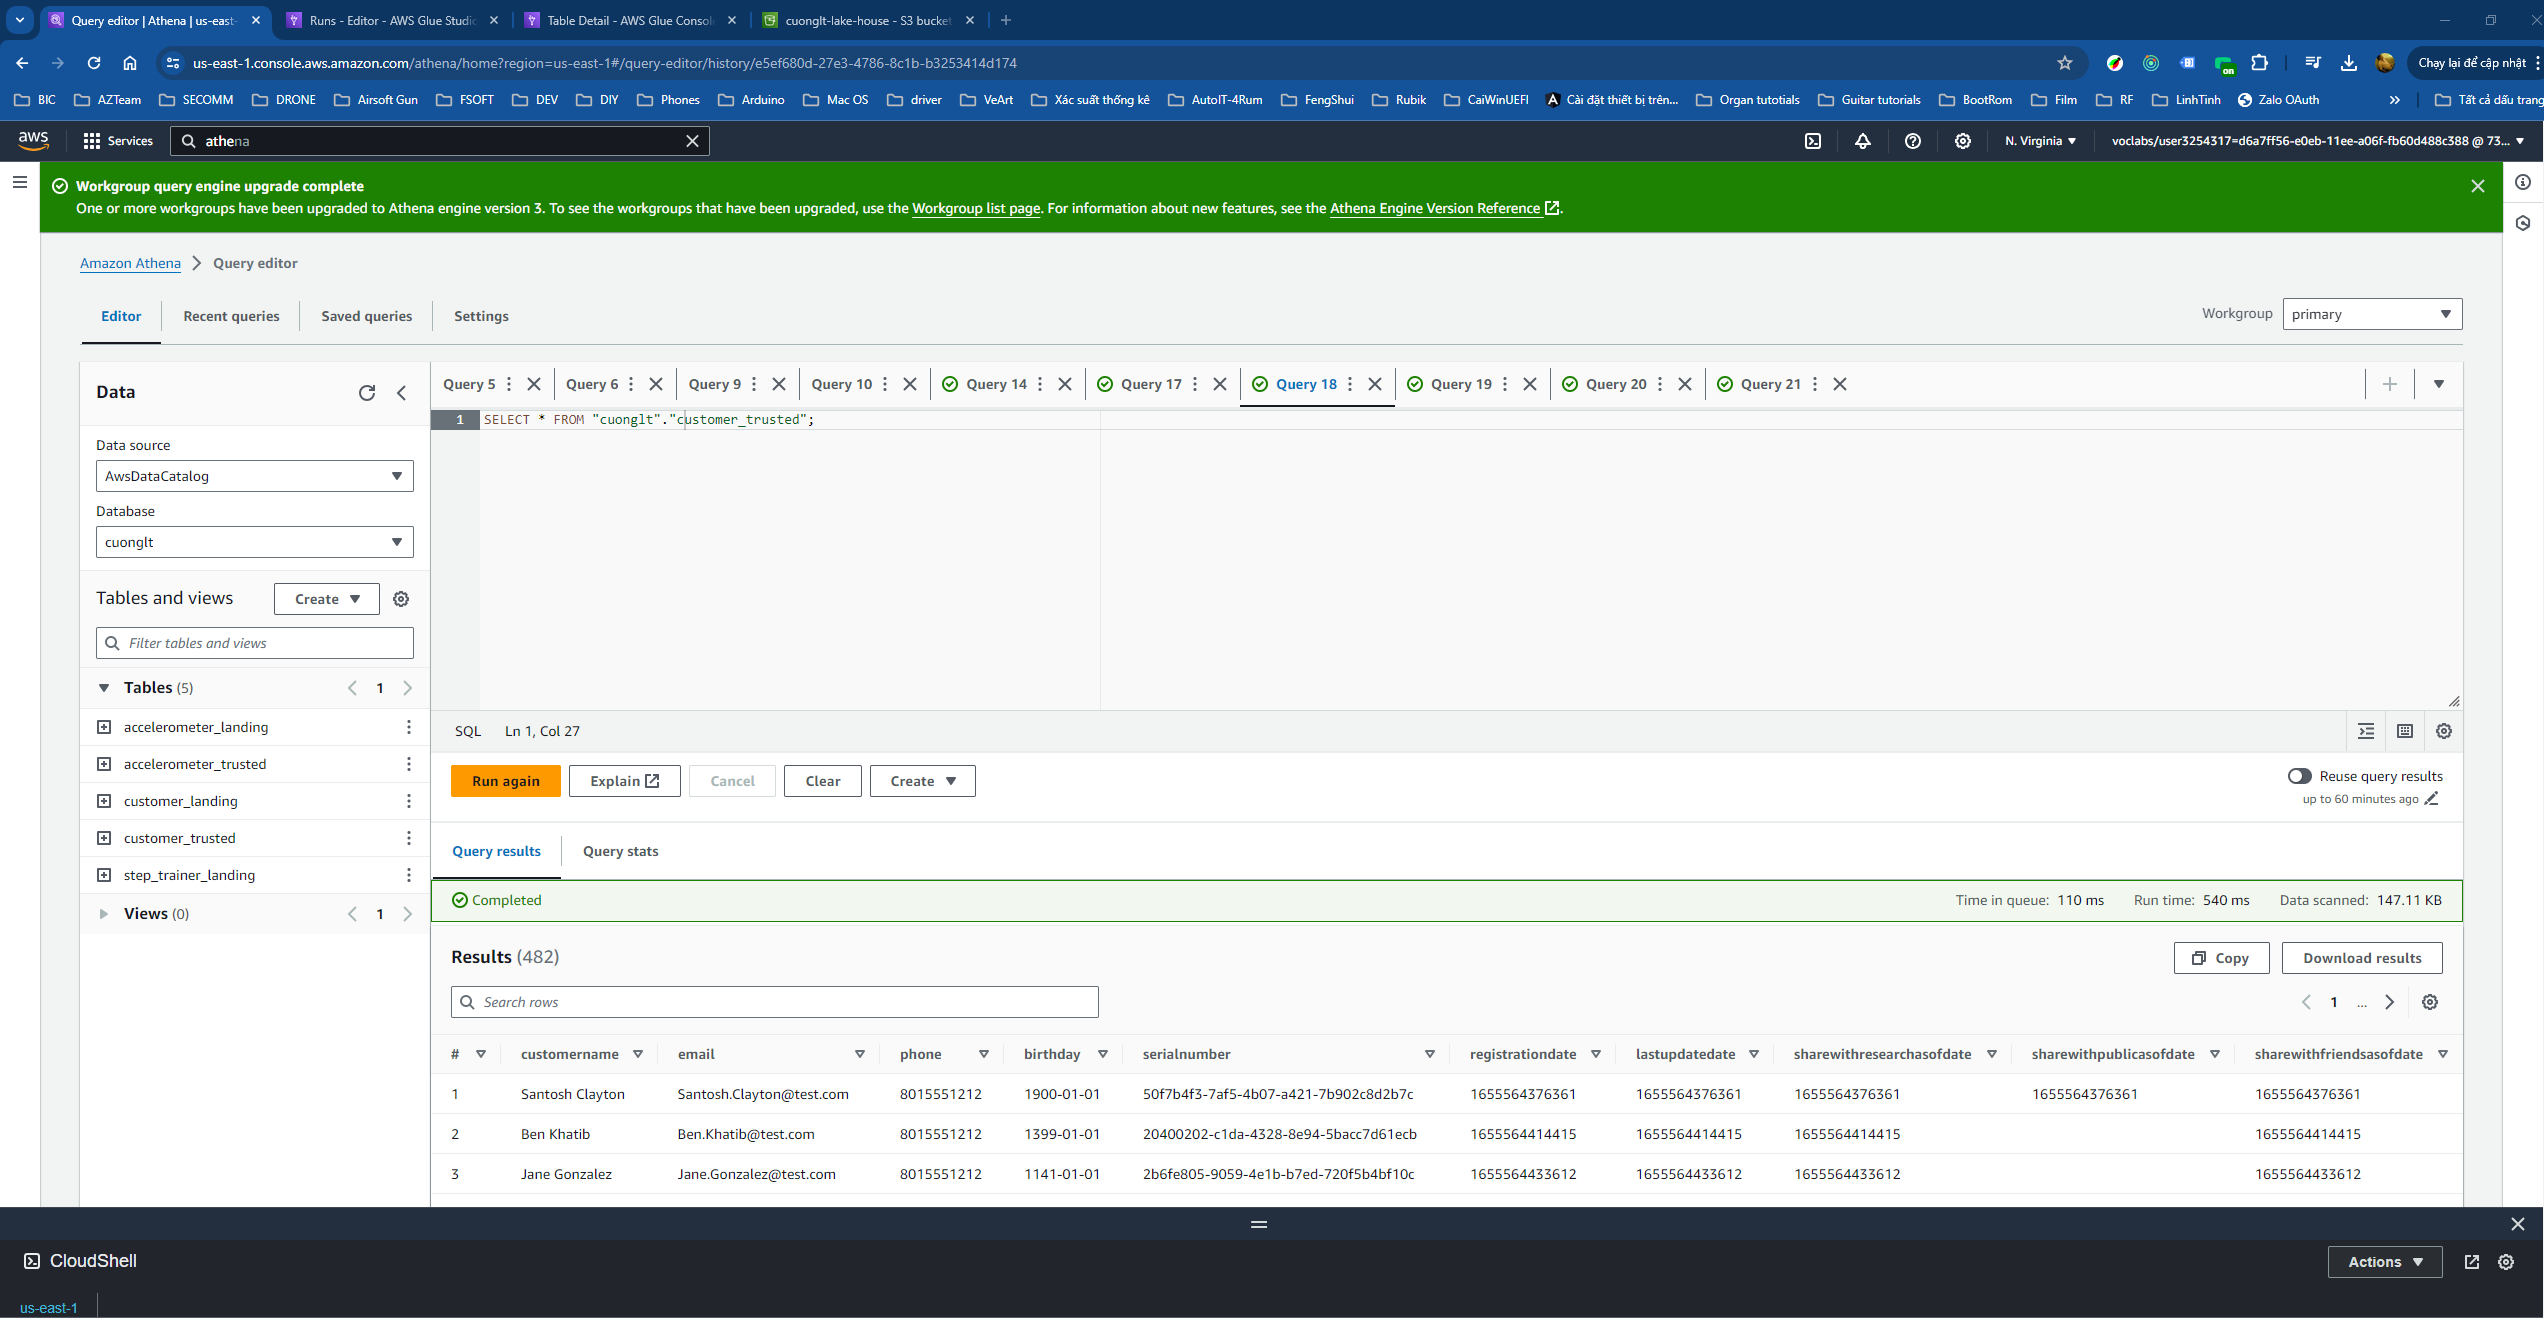 Query editor | Athena | us-east-
Runs - Editor - AWS Glue Studio
Table Detail - AWS Glue Console
cuonglt-lake-house - S3 bucket
us-east-1.console.aws.amazon.com/athena/home?region=us-east-1#/query-editor/history/e5ef680d-27e3-4786-8c1b-b3253414d174
on
Chạy lại để cập nhật
BIC
AZTeam
SECOMM
DRONE
Airsoft Gun
FSOFT
DEV
DIY
Phones
Arduino
Mac OS
driver
VeArt
Xác suất thống kê
AutoIT-4Rum
FengShui
Rubik
CaiWinUEFI
Cài đặt thiết bị trên...
Organ tutotials
Guitar tutorials
BootRom
Film
RF
LinhTinh
Zalo OAuth
»
Tất cả dấu trang
aws
Services
athena
N. Virginia
voclabs/user3254317=d6a7ff56-e0eb-11ee-a06f-fb60d488c388 @ 73...
Workgroup query engine upgrade complete
One or more workgroups have been upgraded to Athena engine version 3. To see the workgroups that have been upgraded, use the Workgroup list page. For information about new features, see the Athena Engine Version Reference.
Amazon Athena
Query editor
Editor
Recent queries
Saved queries
Settings
Workgroup
primary
Data
Data source
AwsDataCatalog
Database
cuonglt
Tables and views
Create
Filter tables and views
Tables (5)
1
accelerometer_landing
accelerometer_trusted
customer_landing
customer_trusted
step_trainer_landing
Views (0)
1
Query 5
Query 6
Query 9
Query 10
Query 14
Query 17
Query 18
Query 19
Query 20
Query 21
1 SELECT * FROM "cuonglt"."customer_trusted";
SQL
Ln 1, Col 27
Run again
Explain
Cancel
Clear
Create
Reuse query results
up to 60 minutes ago
Query results
Query stats
Completed
Time in queue: 110 ms
Run time: 540 ms
Data scanned: 147.11 KB
Results (482)
Copy
Download results
Search rows
1 ...
# customername email phone birthday serialnumber registrationdate lastupdatedate sharewithresearchasofdate sharewithpublicasofdate sharewithfriendsasofdate
1 Santosh Clayton Santosh.Clayton@test.com 8015551212 1900-01-01 50f7b4f3-7af5-4b07-a421-7b902c8d2b7c 1655564376361 1655564376361 1655564376361 1655564376361 1655564376361
2 Ben Khatib Ben.Khatib@test.com 8015551212 1399-01-01 20400202-c1da-4328-8e94-5bacc7d61ecb 1655564414415 1655564414415 1655564414415 1655564414415
3 Jane Gonzalez Jane.Gonzalez@test.com 8015551212 1141-01-01 2b6fe805-9059-4e1b-b7ed-720f5b4bf10c 1655564433612 1655564433612 1655564433612 1655564433612
CloudShell
Actions
us-east-1